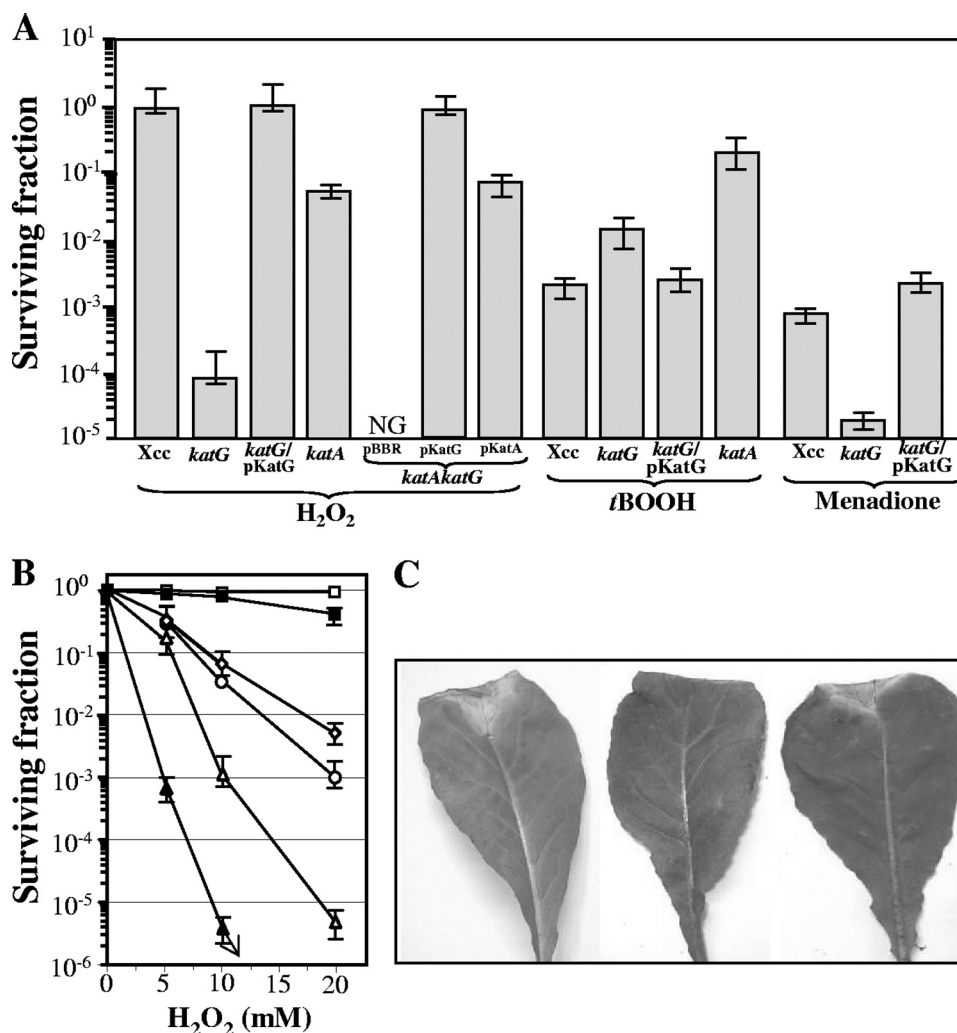 A
Surviving fraction
10¹
10⁰
10⁻¹
10⁻²
10⁻³
10⁻⁴
10⁻⁵
NG
Xcc katG katG/pKatG katA pBBR pKatG pKatA Xcc katG katG/pKatG katA Xcc katG katG/pKatG
katAkatG
H₂O₂ tBOOH Menadione
B
Surviving fraction
10⁰
10⁻¹
10⁻²
10⁻³
10⁻⁴
10⁻⁵
10⁻⁶
0 5 10 20
H₂O₂ (mM)
C